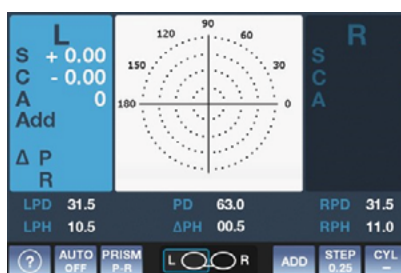 L
S + 0.00
C - 0.00
A 0
Add
Δ P
R
90
120 60
150 30
180 0
R
S
C
A
LPD 31.5 PD 63.0 RPD 31.5
LPH 10.5 ΔPH 00.5 RPH 11.0
? AUTO OFF PRISM P-R L R ADD STEP 0.25 CYL –